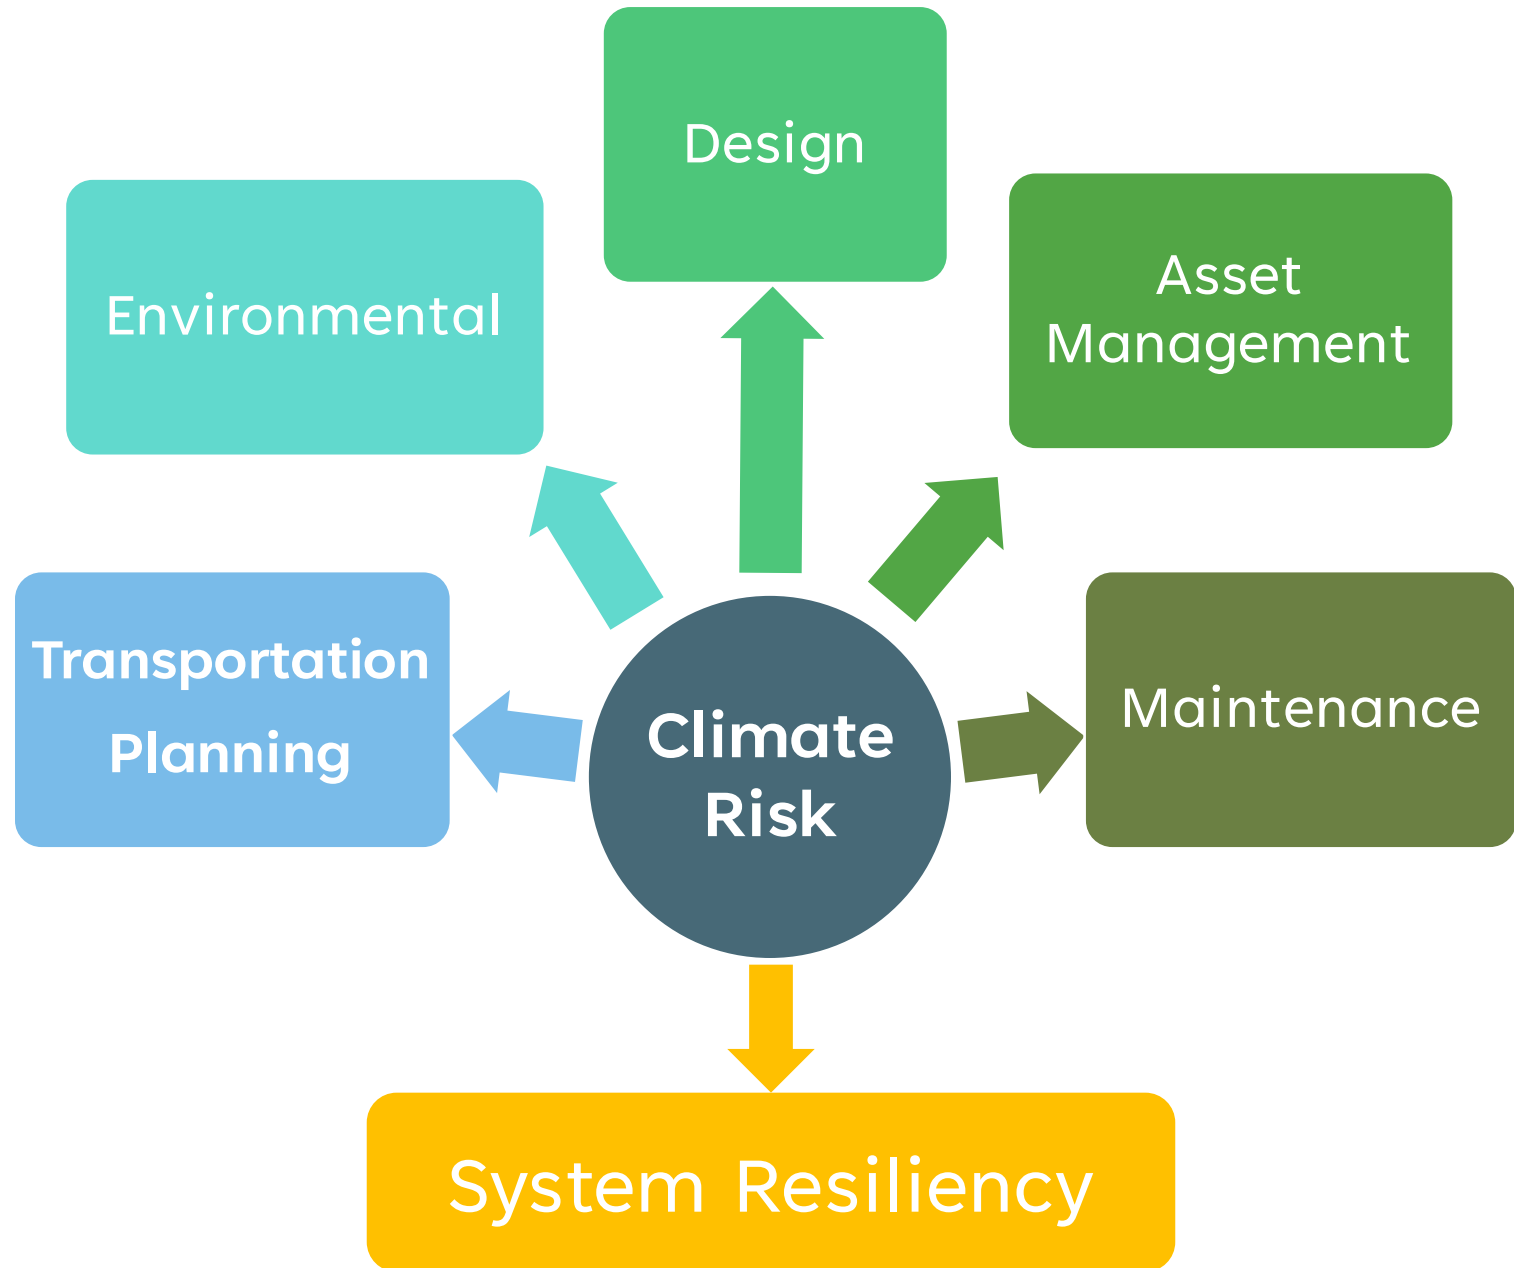 Design
Environmental
Asset
Management
Transportation
Planning
Climate
Risk
Maintenance
System Resiliency